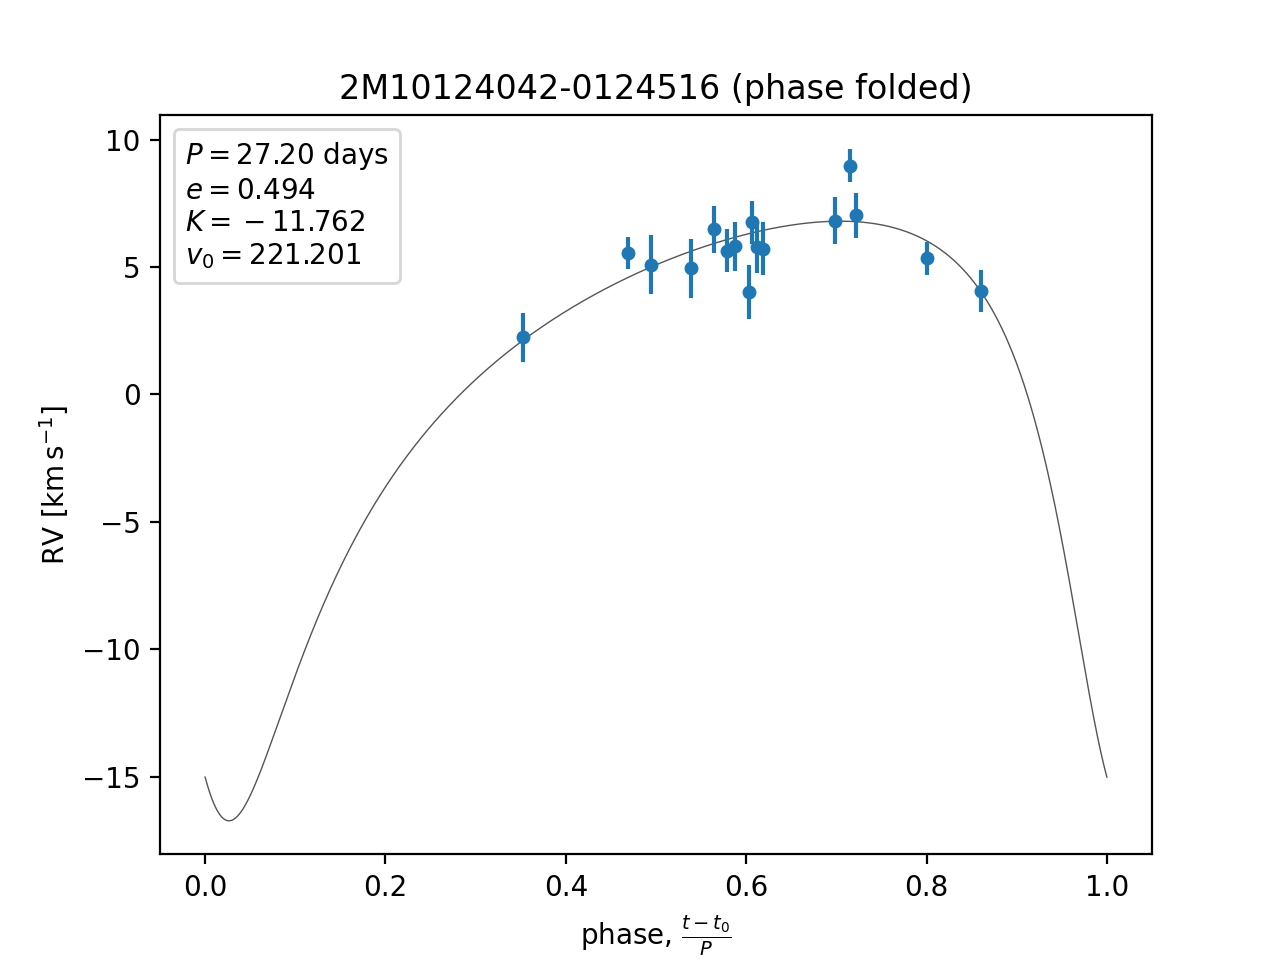 2M10124042-0124516 (phase folded)
P = 27.20 days
e = 0.494
K = −11.762
v₀ = 221.201
RV [km s⁻¹]
10
5
0
−5
−10
−15
0.0 0.2 0.4 0.6 0.8 1.0
phase, (t − t₀)/P